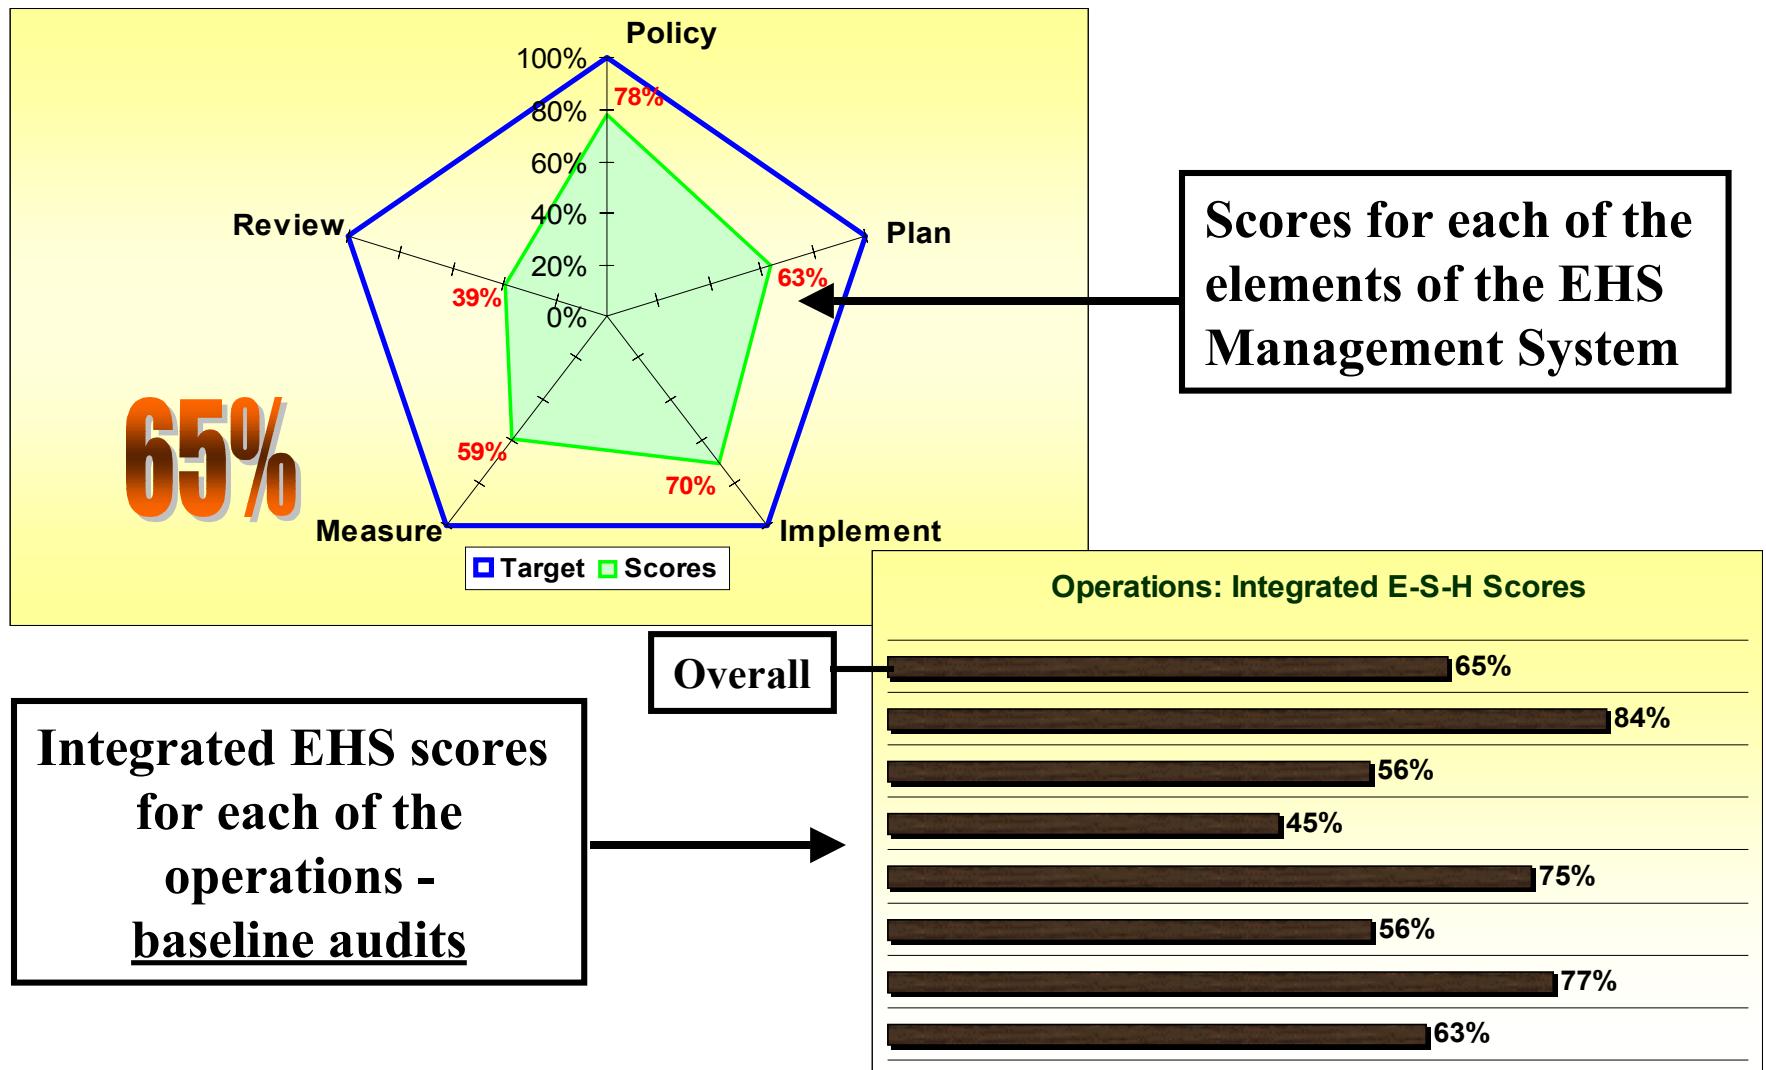 Policy
100%
78%
80%
60%
40%
20%
0%
Review
Plan
63%
39%
59%
70%
65%
Measure
Implement
Target Scores
Scores for each of the
elements of the EHS
Management System
Operations: Integrated E-S-H Scores
Overall
65%
84%
56%
45%
75%
56%
77%
63%
Integrated EHS scores
for each of the
operations -
baseline audits